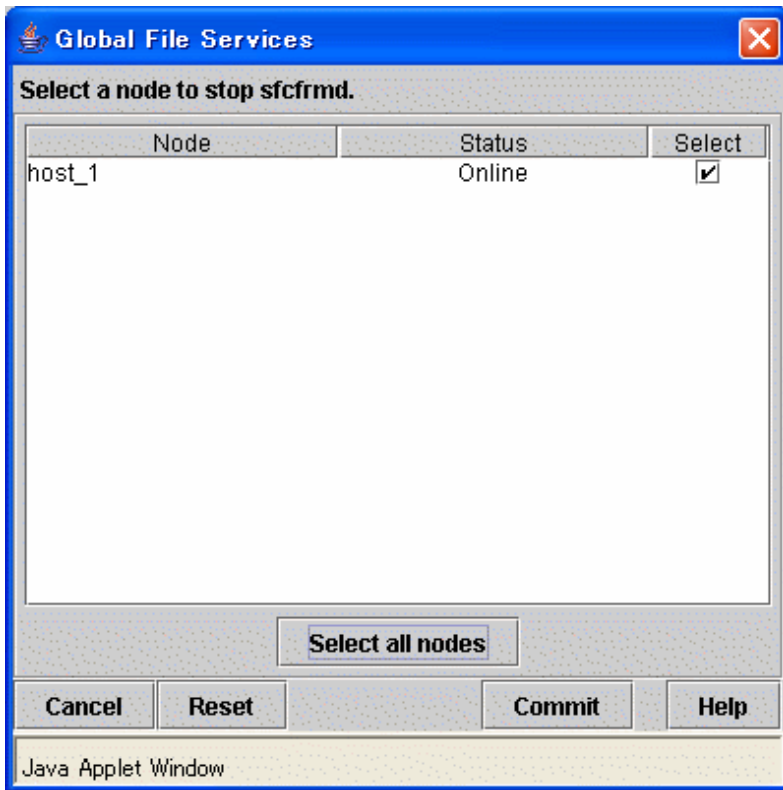 Global File Services
Select a node to stop sfcfrmd.
Node Status Select
host_1 Online
Select all nodes
Cancel Reset Commit Help
Java Applet Window